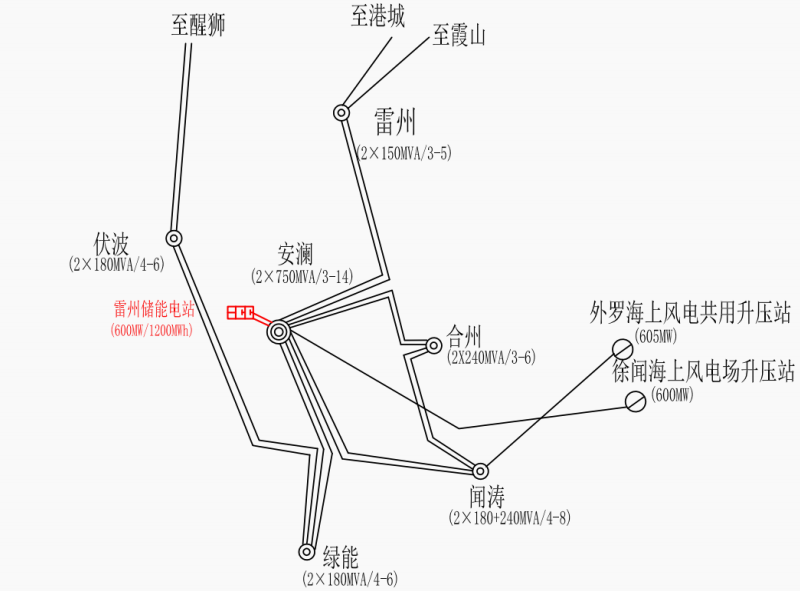 至醒狮
至港城
至霞山
雷州
(2×150MVA/3-5)
伏波
(2×180MVA/4-6)
安澜
(2×750MVA/3-14)
雷州储能电站
(600MW/1200MWh)
合州
(2X240MVA/3-6)
外罗海上风电共用升压站
(605MW)
徐闻海上风电场升压站
(600MW)
闻涛
(2×180+240MVA/4-8)
绿能
(2×180MVA/4-6)